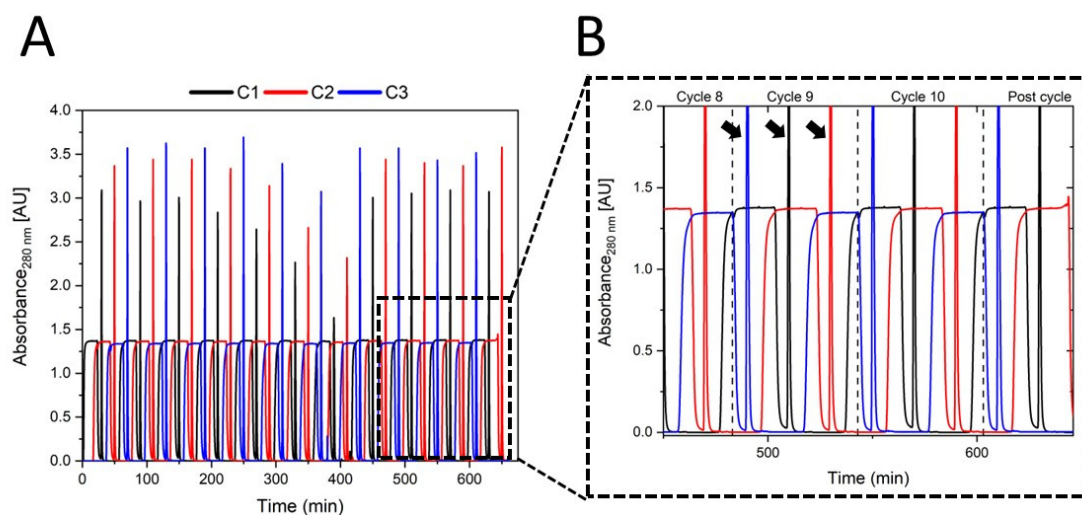 A
B
C1 C2 C3
4.0
3.5
3.0
2.5
2.0
1.5
1.0
0.5
0.0
Absorbance280 nm [AU]
0 100 200 300 400 500 600
Time (min)
Cycle 8 Cycle 9 Cycle 10 Post cycle
2.0
1.5
1.0
0.5
0.0
Absorbance280 nm [AU]
500 600
Time (min)